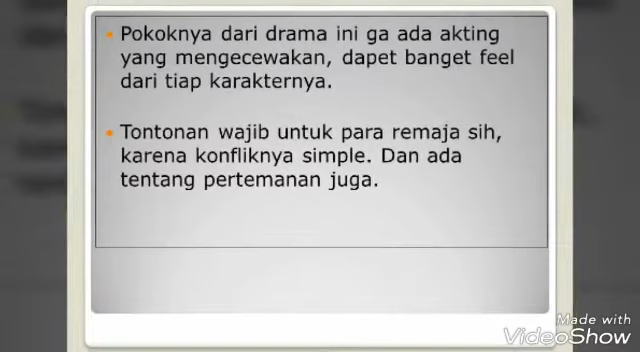 Pokoknya dari drama ini ga ada akting
yang mengecewakan, dapet banget feel
dari tiap karakternya.
Tontonan wajib untuk para remaja sih,
karena konfliknya simple. Dan ada
tentang pertemanan juga.
Made with
VideoShow